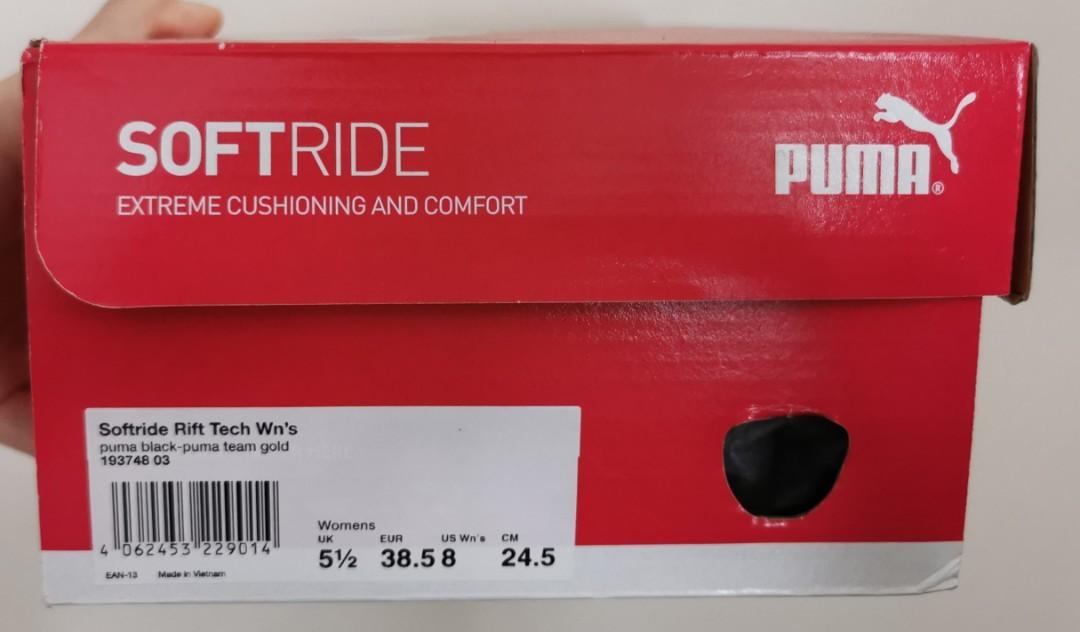 SOFTRIDE
EXTREME CUSHIONING AND COMFORT
PUMA®
Softride Rift Tech Wn's
puma black-puma team gold
193748 03
4 062453 229014
EAN-13 Made in Vietnam
Womens
UK EUR US Wn's CM
5½ 38.5 8 24.5